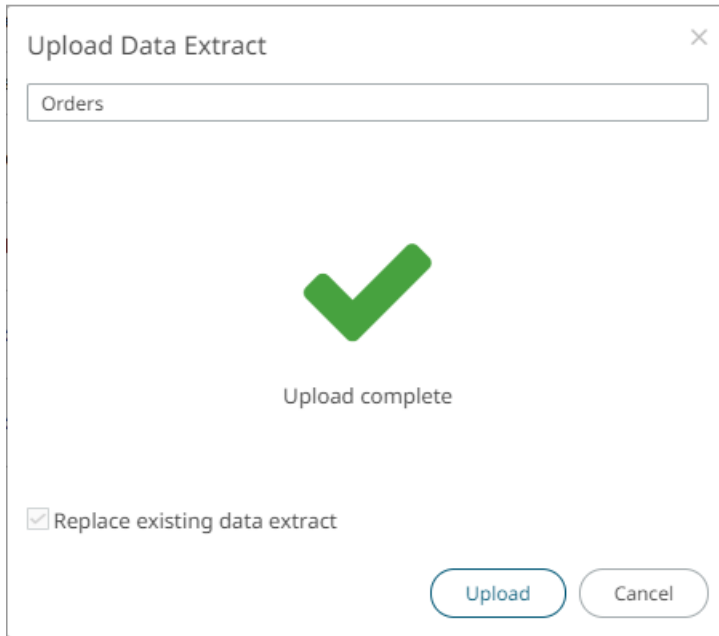 Upload Data Extract
Orders
Upload complete
Replace existing data extract
Upload Cancel